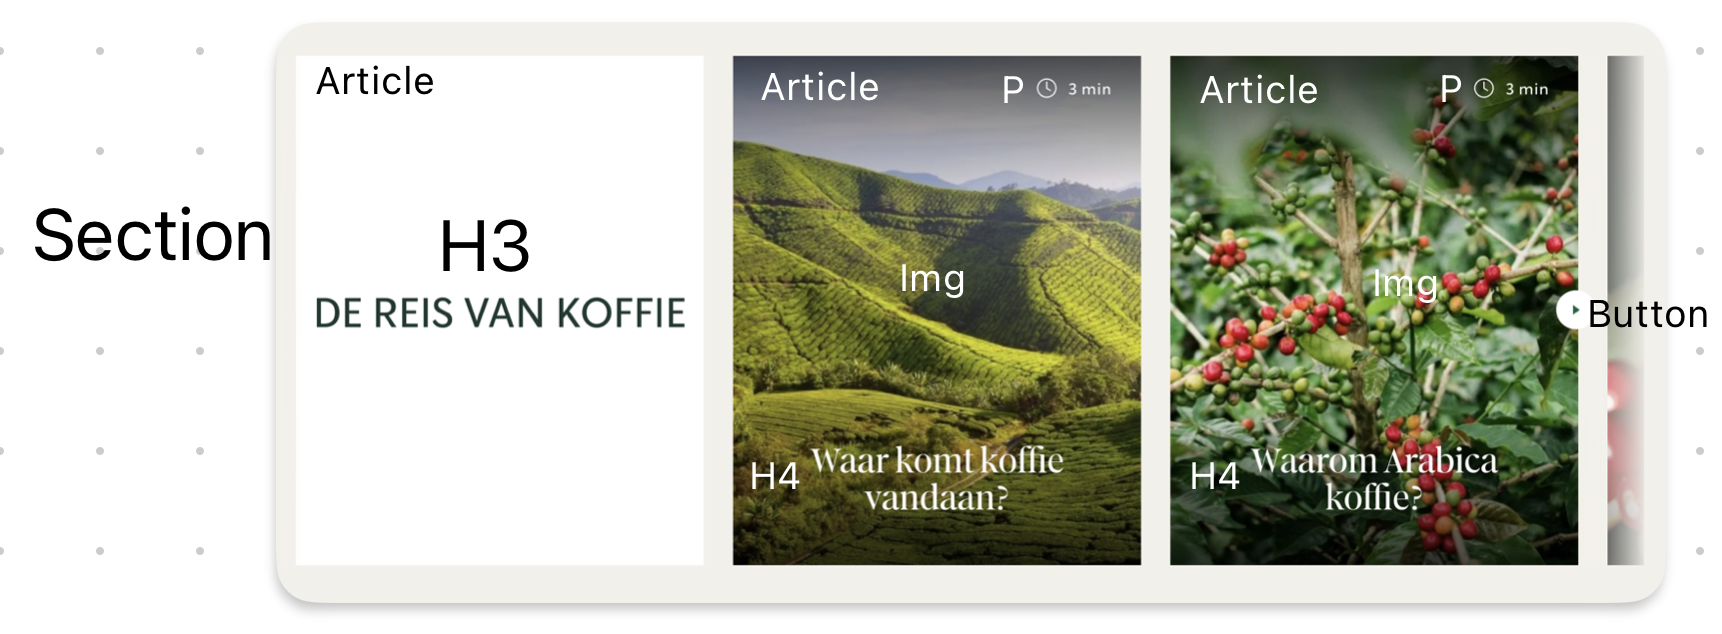 Section
Article
H3
DE REIS VAN KOFFIE
Article
P 3 min
Img
H4 Waar komt koffie
vandaan?
Article
P 3 min
Img
H4 Waarom Arabica
koffie?
Button